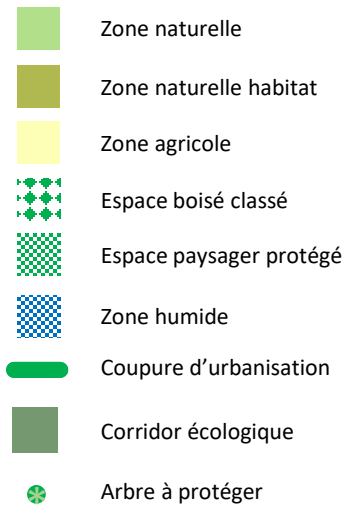 Zone naturelle
Zone naturelle habitat
Zone agricole
Espace boisé classé
Espace paysager protégé
Zone humide
Coupure d’urbanisation
Corridor écologique
Arbre à protéger